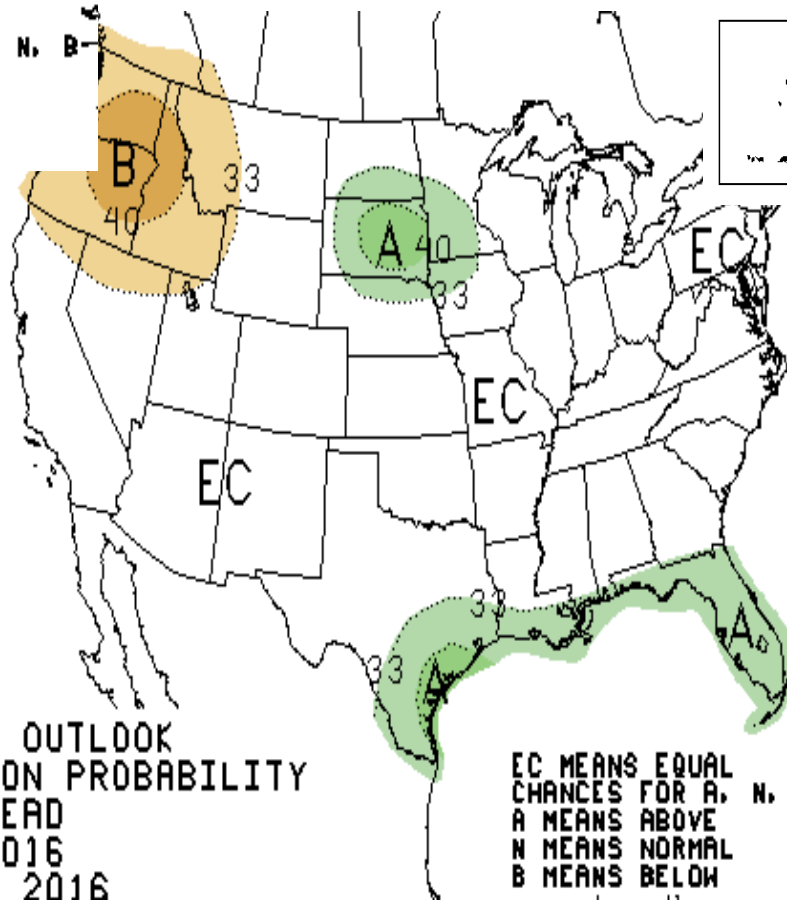 N. B
B
33
40
A 40
33
EC
EC
EC
33
33
A
A
OUTLOOK
ON PROBABILITY
EAD
016
2016
EC MEANS EQUAL
CHANCES FOR A. N.
A MEANS ABOVE
N MEANS NORMAL
B MEANS BELOW